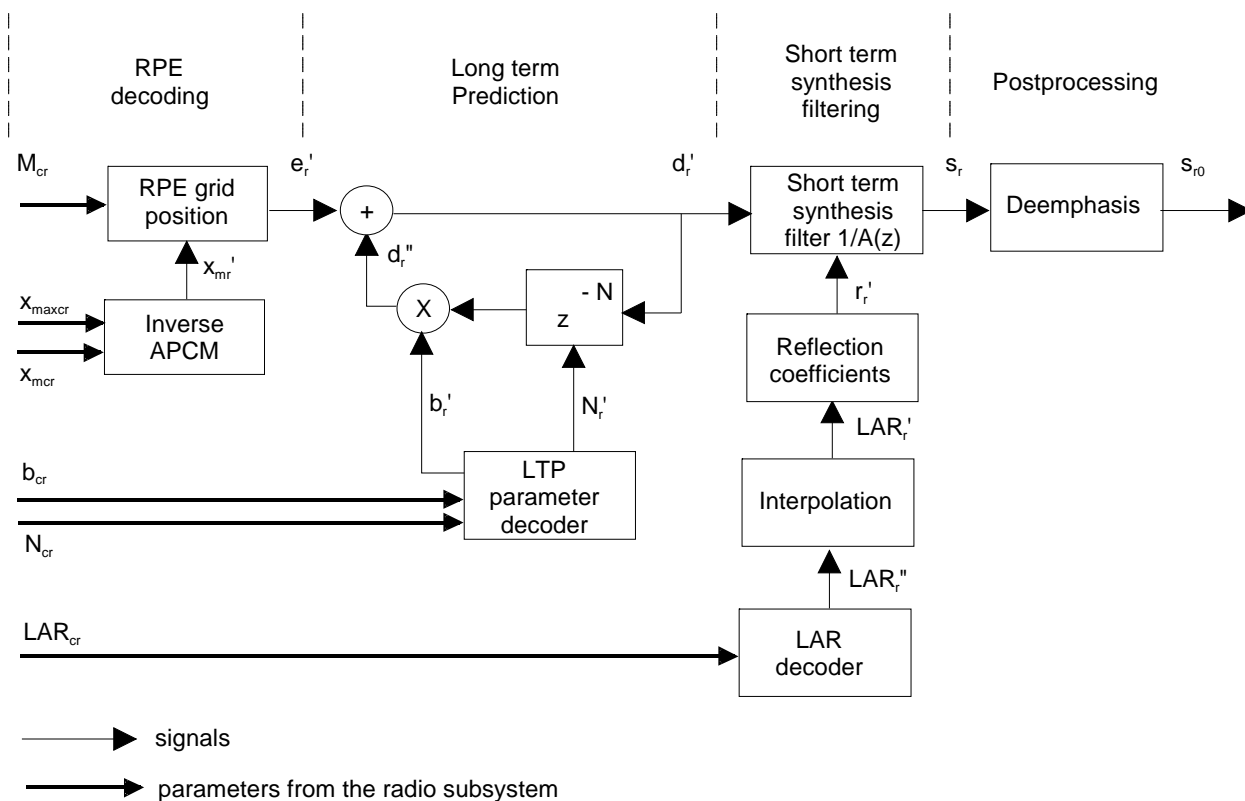 RPE
decoding
Long term
Prediction
Short term
synthesis
filtering
Postprocessing
M_cr
RPE grid
position
e_r'
+
d_r'
Short term
synthesis
filter 1/A(z)
s_r
Deemphasis
s_r0
x_mr'
d_r"
x_maxcr
x_mcr
Inverse
APCM
X
z^-N
r_r'
Reflection
coefficients
b_r'
N_r'
LAR_r'
b_cr
N_cr
LTP
parameter
decoder
Interpolation
LAR_r"
LAR_cr
LAR
decoder
signals
parameters from the radio subsystem